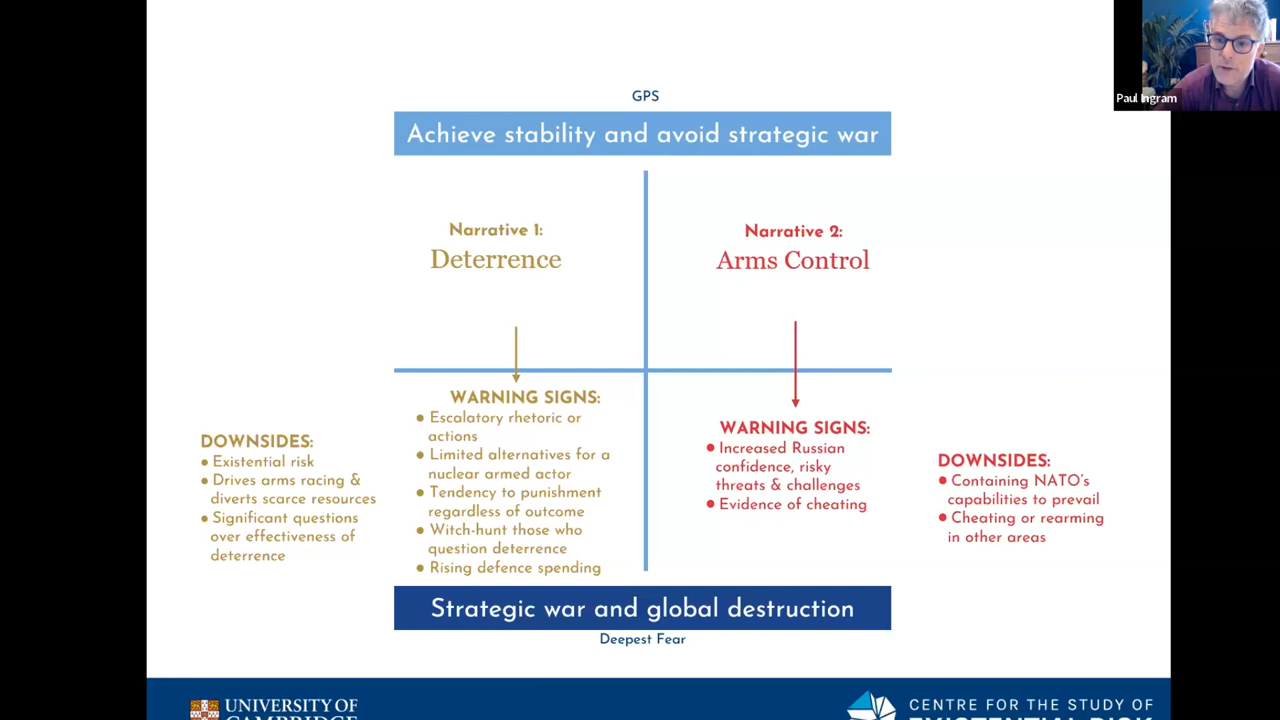 Paul Ingram
GPS
Achieve stability and avoid strategic war
Narrative 1:
Deterrence
Narrative 2:
Arms Control
DOWNSIDES:
● Existential risk
● Drives arms racing &
diverts scarce resources
● Significant questions
over effectiveness of
deterrence
WARNING SIGNS:
● Escalatory rhetoric or
actions
● Limited alternatives for a
nuclear armed actor
● Tendency to punishment
regardless of outcome
● Witch-hunt those who
question deterrence
● Rising defence spending
WARNING SIGNS:
● Increased Russian
confidence, risky
threats & challenges
● Evidence of cheating
DOWNSIDES:
● Containing NATO's
capabilities to prevail
● Cheating or rearming
in other areas
Strategic war and global destruction
Deepest Fear
UNIVERSITY OF
CAMBRIDGE
CENTRE FOR THE STUDY OF
EXISTENTIAL RISK